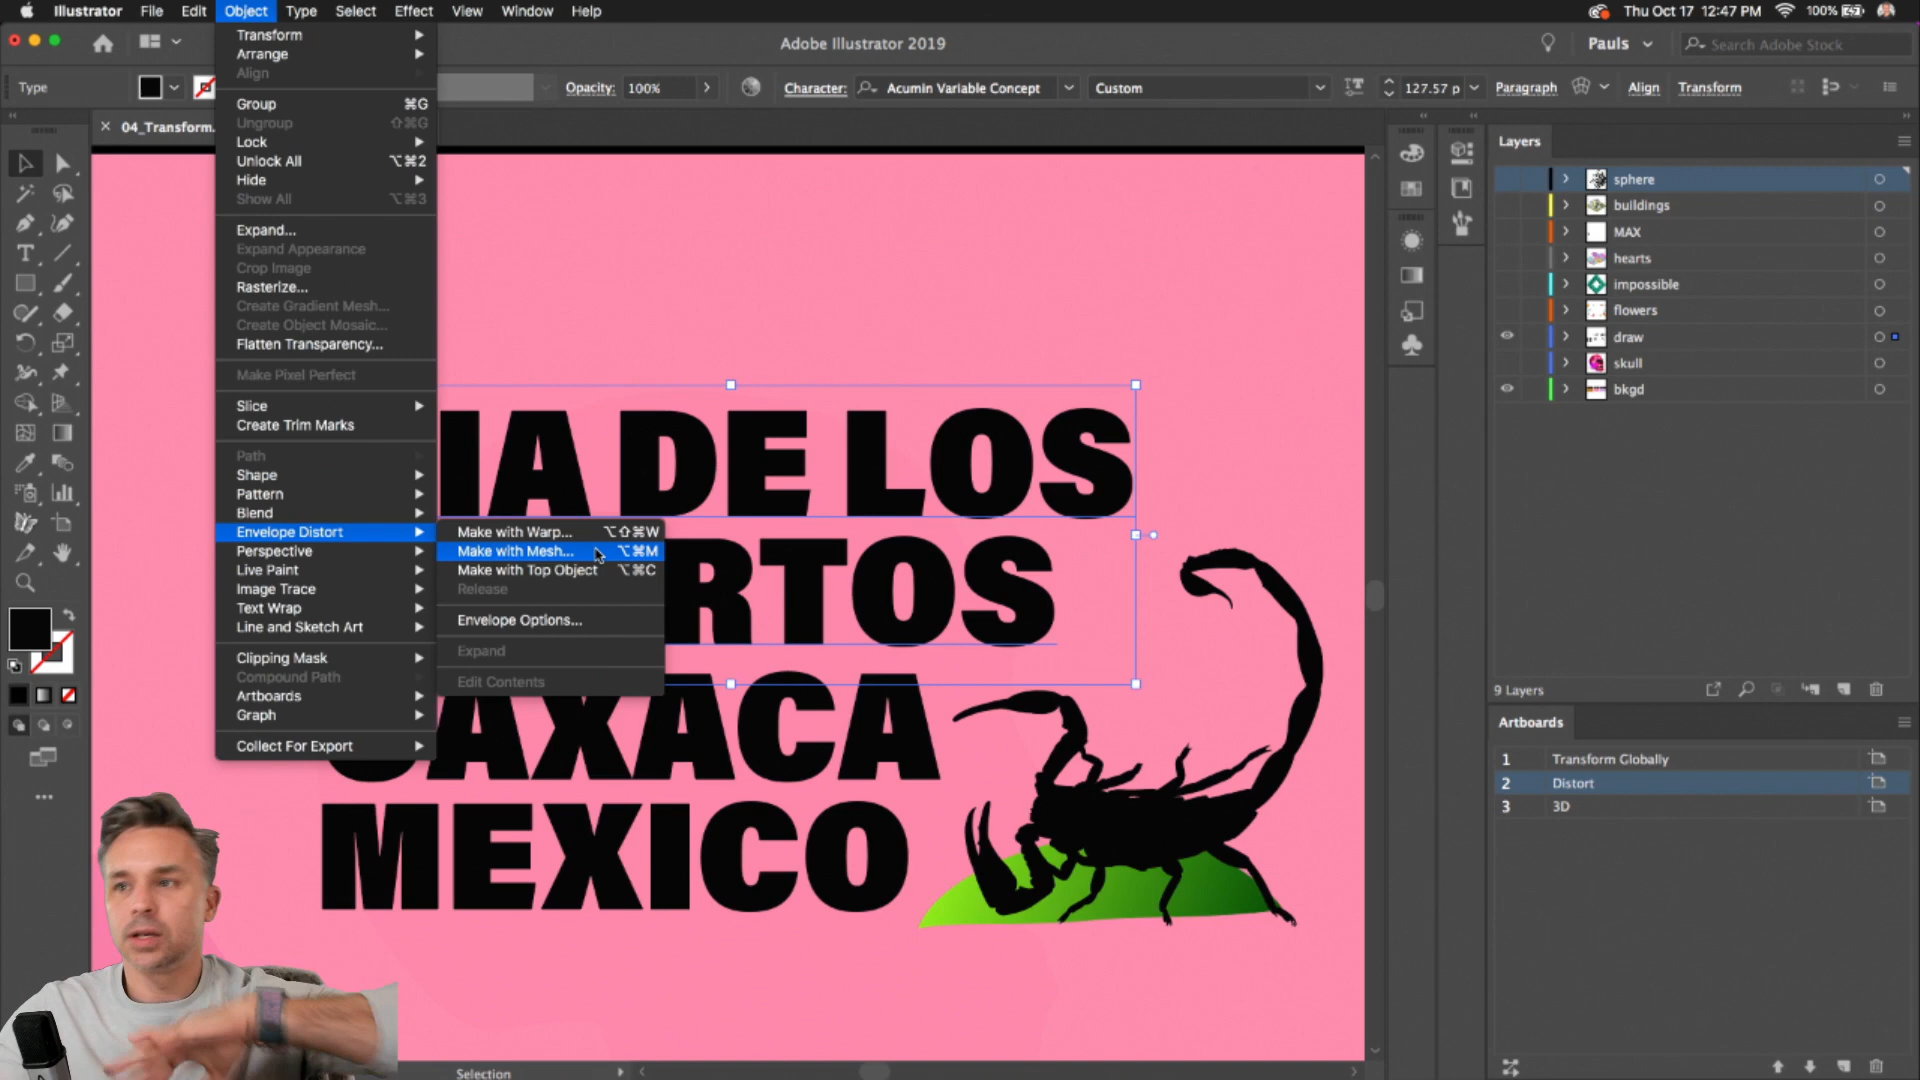 Illustrator File Edit Object Type Select Effect View Window Help
Thu Oct 17 12:47 PM 100%
Adobe Illustrator 2019
Pauls
Search Adobe Stock
Type
Opacity: 100%
Character: Acumin Variable Concept
Custom
127.57 p
Paragraph
Align
Transform
04_Transform.
Transform
Arrange
Align
Group ⌘G
Ungroup ⇧⌘G
Lock
Unlock All ⌥⌘2
Hide
Show All ⌥⌘3
Expand...
Expand Appearance
Crop Image
Rasterize...
Create Gradient Mesh...
Create Object Mosaic...
Flatten Transparency...
Make Pixel Perfect
Slice
Create Trim Marks
Path
Shape
Pattern
Blend
Envelope Distort
Perspective
Live Paint
Image Trace
Text Wrap
Line and Sketch Art
Clipping Mask
Compound Path
Artboards
Graph
Collect For Export
Make with Warp... ⌥⇧⌘W
Make with Mesh... ⌥⌘M
Make with Top Object ⌥⌘C
Release
Envelope Options...
Expand
Edit Contents
IA DE LOS
RTOS
OAXACA
MEXICO
Layers
sphere
buildings
MAX
hearts
impossible
flowers
draw
skull
bkgd
9 Layers
Artboards
1 Transform Globally
2 Distort
3 3D
Selection